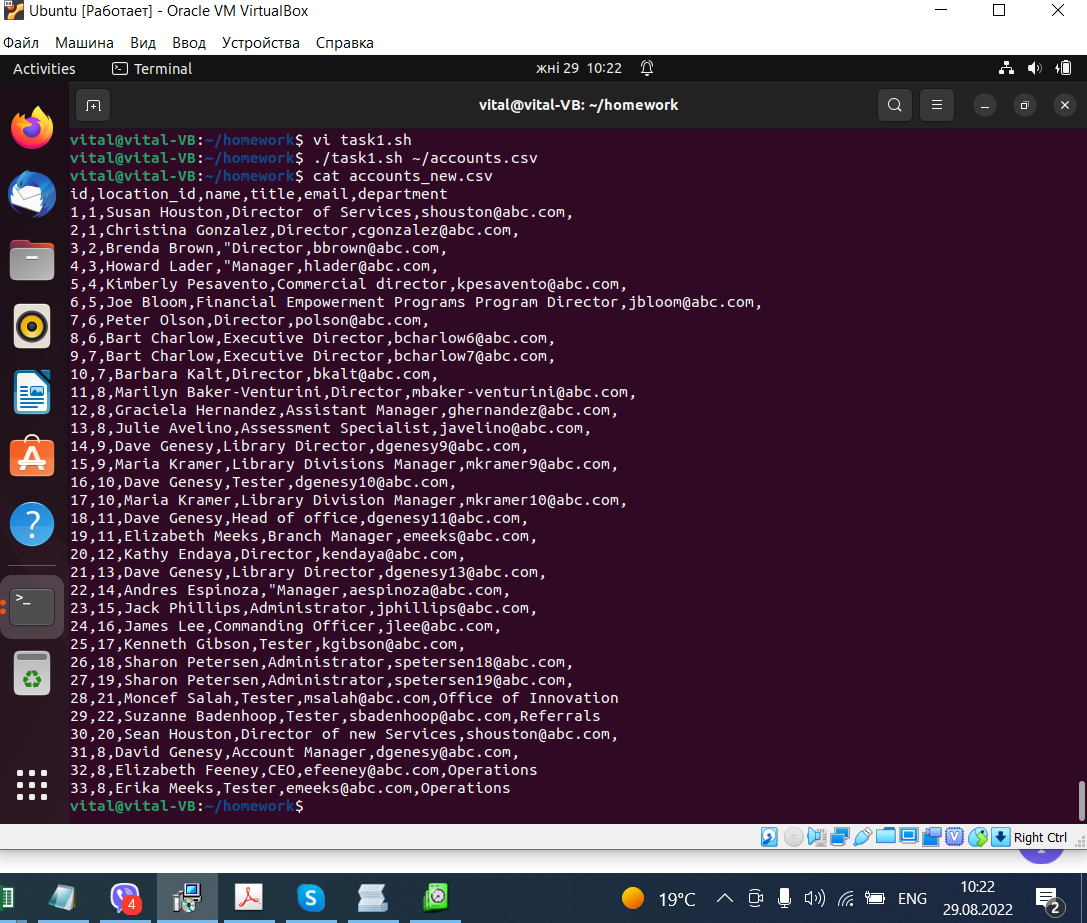 Ubuntu [Работает] - Oracle VM VirtualBox
Файл Машина Вид Ввод Устройства Справка
Activities Terminal жні 29 10:22
vital@vital-VB: ~/homework
vital@vital-VB:~/homework$ vi task1.sh
vital@vital-VB:~/homework$ ./task1.sh ~/accounts.csv
vital@vital-VB:~/homework$ cat accounts_new.csv
id,location_id,name,title,email,department
1,1,Susan Houston,Director of Services,shouston@abc.com,
2,1,Christina Gonzalez,Director,cgonzalez@abc.com,
3,2,Brenda Brown,"Director,bbrown@abc.com,
4,3,Howard Lader,"Manager,hlader@abc.com,
5,4,Kimberly Pesavento,Commercial director,kpesavento@abc.com,
6,5,Joe Bloom,Financial Empowerment Programs Program Director,jbloom@abc.com,
7,6,Peter Olson,Director,polson@abc.com,
8,6,Bart Charlow,Executive Director,bcharlow6@abc.com,
9,7,Bart Charlow,Executive Director,bcharlow7@abc.com,
10,7,Barbara Kalt,Director,bkalt@abc.com,
11,8,Marilyn Baker-Venturini,Director,mbaker-venturini@abc.com,
12,8,Graciela Hernandez,Assistant Manager,ghernandez@abc.com,
13,8,Julie Avelino,Assessment Specialist,javelino@abc.com,
14,9,Dave Genesy,Library Director,dgenesy9@abc.com,
15,9,Maria Kramer,Library Divisions Manager,mkramer9@abc.com,
16,10,Dave Genesy,Tester,dgenesy10@abc.com,
17,10,Maria Kramer,Library Division Manager,mkramer10@abc.com,
18,11,Dave Genesy,Head of office,dgenesy11@abc.com,
19,11,Elizabeth Meeks,Branch Manager,emeeks@abc.com,
20,12,Kathy Endaya,Director,kendaya@abc.com,
21,13,Dave Genesy,Library Director,dgenesy13@abc.com,
22,14,Andres Espinoza,"Manager,aespinoza@abc.com,
23,15,Jack Phillips,Administrator,jphillips@abc.com,
24,16,James Lee,Commanding Officer,jlee@abc.com,
25,17,Kenneth Gibson,Tester,kgibson@abc.com,
26,18,Sharon Petersen,Administrator,spetersen18@abc.com,
27,19,Sharon Petersen,Administrator,spetersen19@abc.com,
28,21,Moncef Salah,Tester,msalah@abc.com,Office of Innovation
29,22,Suzanne Badenhoop,Tester,sbadenhoop@abc.com,Referrals
30,20,Sean Houston,Director of new Services,shouston@abc.com,
31,8,David Genesy,Account Manager,dgenesy@abc.com,
32,8,Elizabeth Feeney,CEO,efeeney@abc.com,Operations
33,8,Erika Meeks,Tester,emeeks@abc.com,Operations
vital@vital-VB:~/homework$
Right Ctrl
4
19°C ENG 10:22
29.08.2022
2